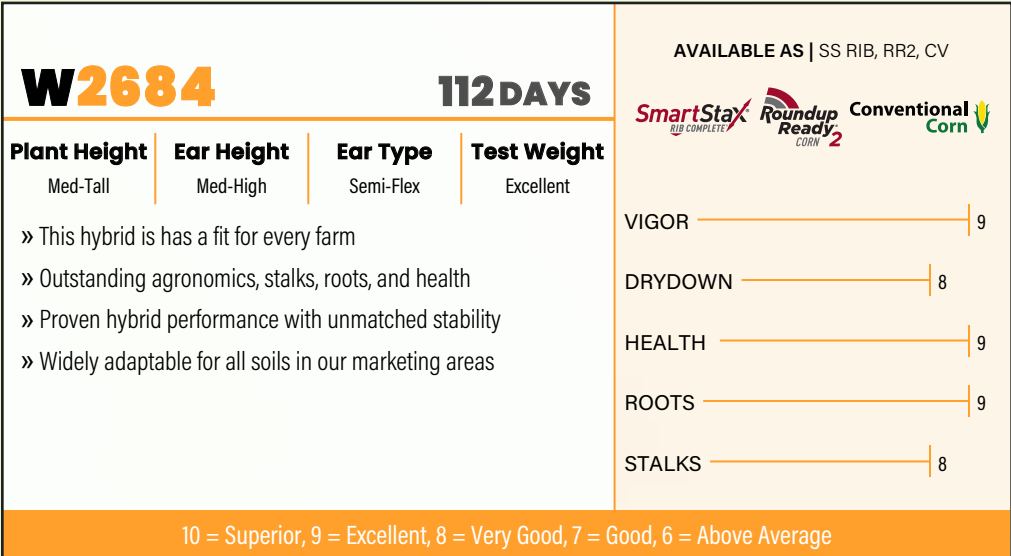 W2684
112 DAYS
Plant Height
Med-Tall
Ear Height
Med-High
Ear Type
Semi-Flex
Test Weight
Excellent
» This hybrid is has a fit for every farm
» Outstanding agronomics, stalks, roots, and health
» Proven hybrid performance with unmatched stability
» Widely adaptable for all soils in our marketing areas
AVAILABLE AS | SS RIB, RR2, CV
SmartStax®
RIB COMPLETE®
Roundup
Ready®
CORN 2
Conventional
Corn
VIGOR 9
DRYDOWN 8
HEALTH 9
ROOTS 9
STALKS 8
10 = Superior, 9 = Excellent, 8 = Very Good, 7 = Good, 6 = Above Average